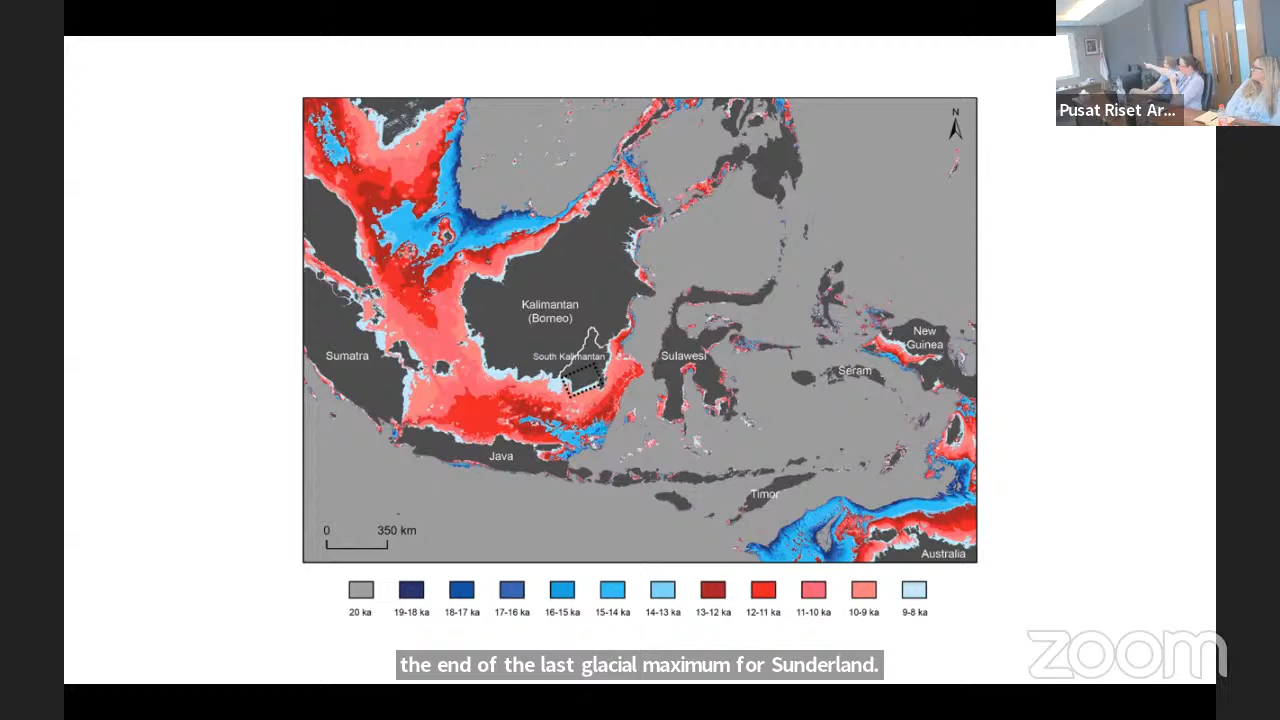 Pusat Riset Ar...
N
Kalimantan
(Borneo)
South Kalimantan
Sumatra
Sulawesi
New
Guinea
Seram
Java
Timor
Australia
0 350 km
20 ka 19-18 ka 18-17 ka 17-16 ka 16-15 ka 15-14 ka 14-13 ka 13-12 ka 12-11 ka 11-10 ka 10-9 ka 9-8 ka
the end of the last glacial maximum for Sunderland.
zoom